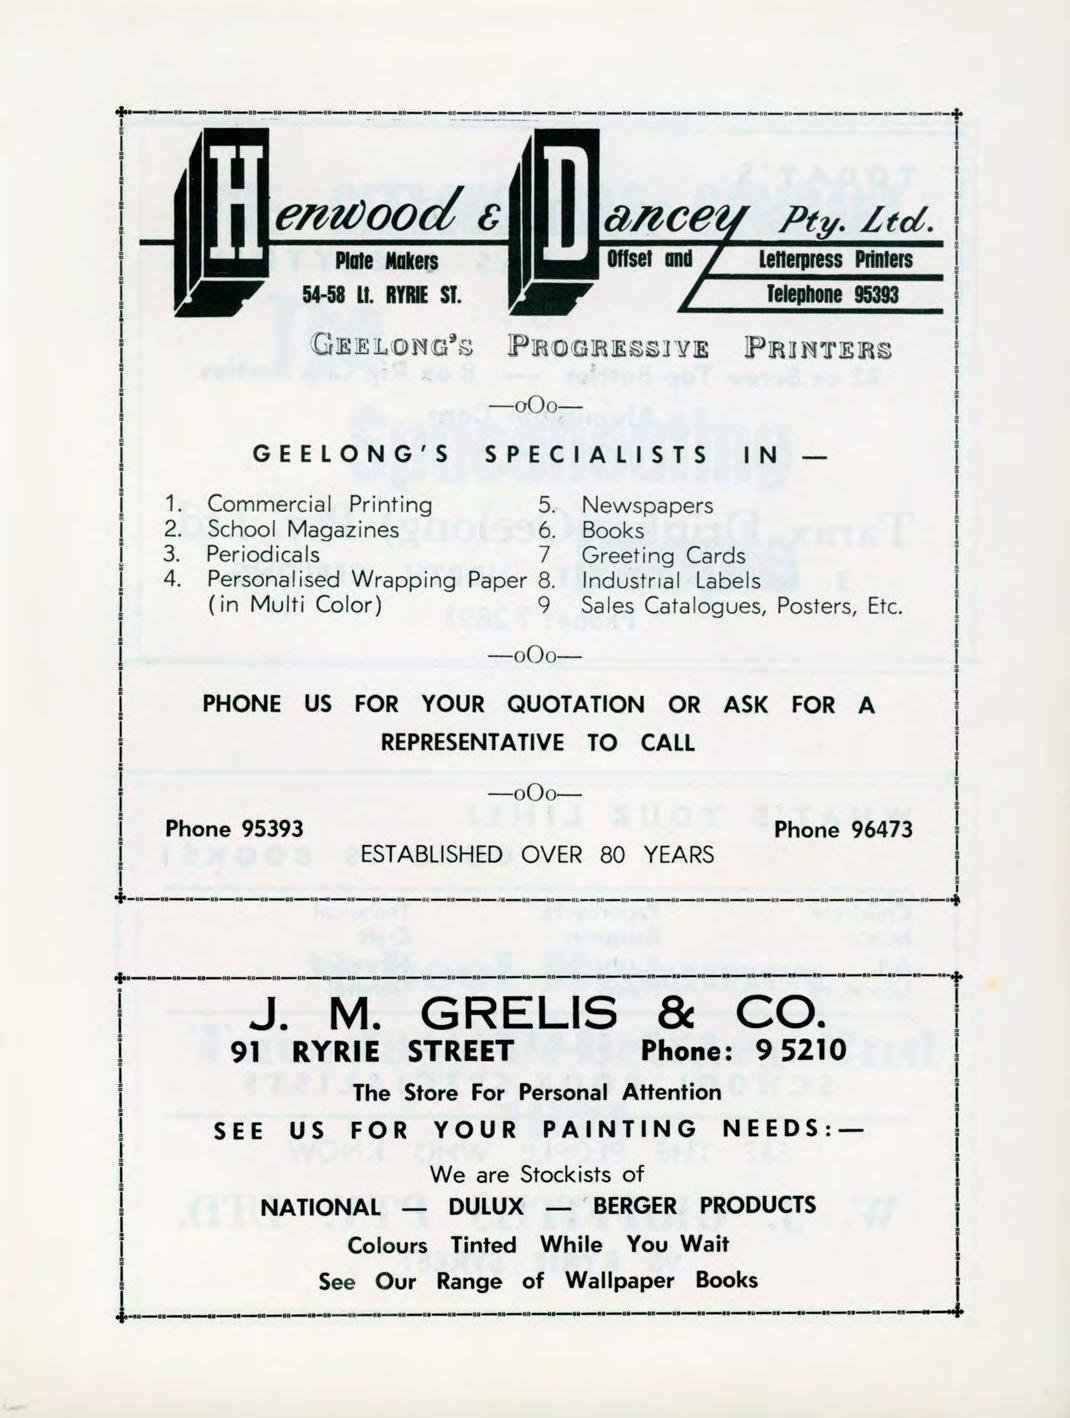 Henwood & Dancey Pty. Ltd.
Plate Makers Offset and Letterpress Printers
54-58 Lt. RYRIE ST. Telephone 95393
GEELONG'S PROGRESSIVE PRINTERS
—oOo—
GEELONG'S SPECIALISTS IN —
1. Commercial Printing
2. School Magazines
3. Periodicals
4. Personalised Wrapping Paper
(in Multi Color)
5. Newspapers
6. Books
7 Greeting Cards
8. Industrial Labels
9 Sales Catalogues, Posters, Etc.
—oOo—
PHONE US FOR YOUR QUOTATION OR ASK FOR A
REPRESENTATIVE TO CALL
—oOo—
Phone 95393 Phone 96473
ESTABLISHED OVER 80 YEARS
J. M. GRELIS & CO.
91 RYRIE STREET Phone: 9 5210
The Store For Personal Attention
SEE US FOR YOUR PAINTING NEEDS:—
We are Stockists of
NATIONAL — DULUX — BERGER PRODUCTS
Colours Tinted While You Wait
See Our Range of Wallpaper Books